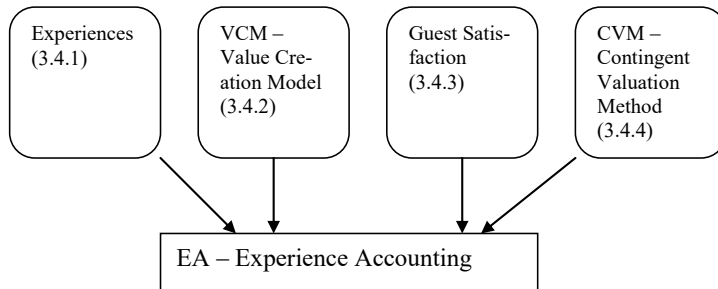 Experiences
(3.4.1)
VCM –
Value Cre-
ation Model
(3.4.2)
Guest Satis-
faction
(3.4.3)
CVM –
Contingent
Valuation
Method
(3.4.4)
EA – Experience Accounting